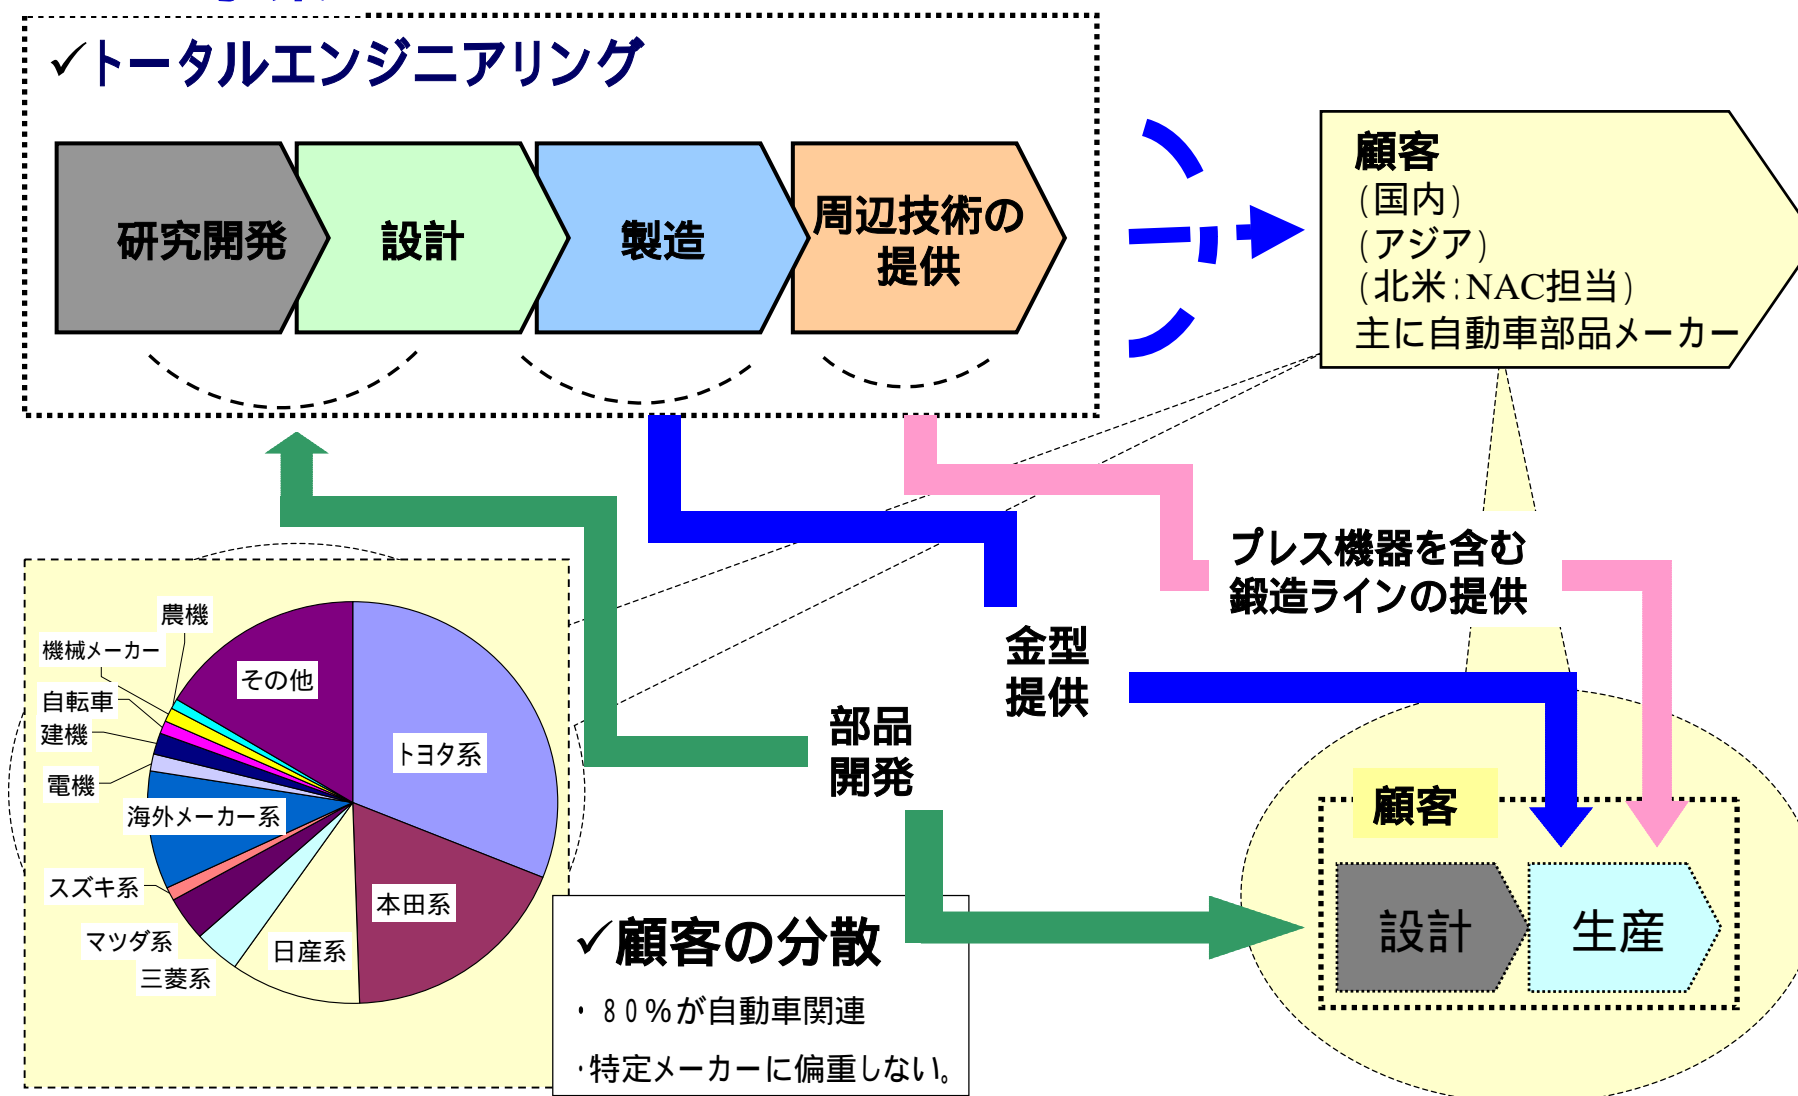 ✓トータルエンジニアリング
研究開発
設計
製造
周辺技術の
提供
顧客
(国内)
(アジア)
(北米:NAC担当)
主に自動車部品メーカー
プレス機器を含む
鍛造ラインの提供
金型
提供
部品
開発
農機
機械メーカー
自転車
建機
電機
海外メーカー系
スズキ系
マツダ系
三菱系
日産系
本田系
トヨタ系
その他
✓顧客の分散
・80%が自動車関連
・特定メーカーに偏重しない。
顧客
設計
生産